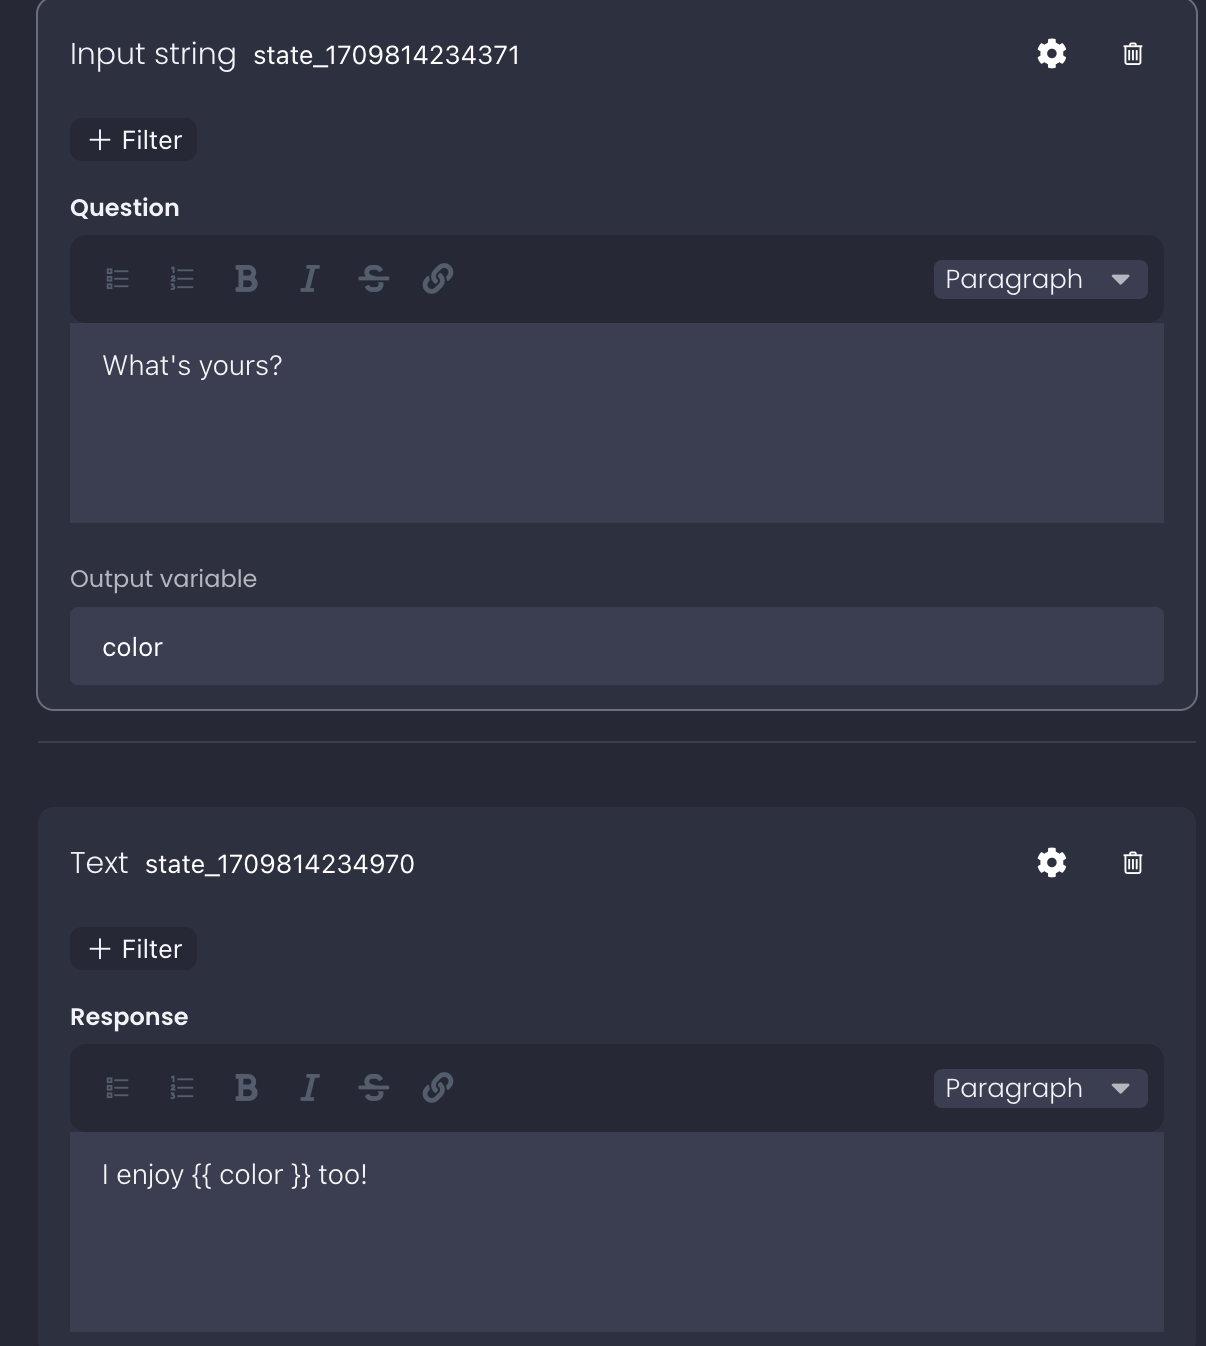 Input string state_1709814234371
+ Filter
Question
B I S Paragraph
What's yours?
Output variable
color
Text state_1709814234970
+ Filter
Response
B I S Paragraph
I enjoy {{ color }} too!